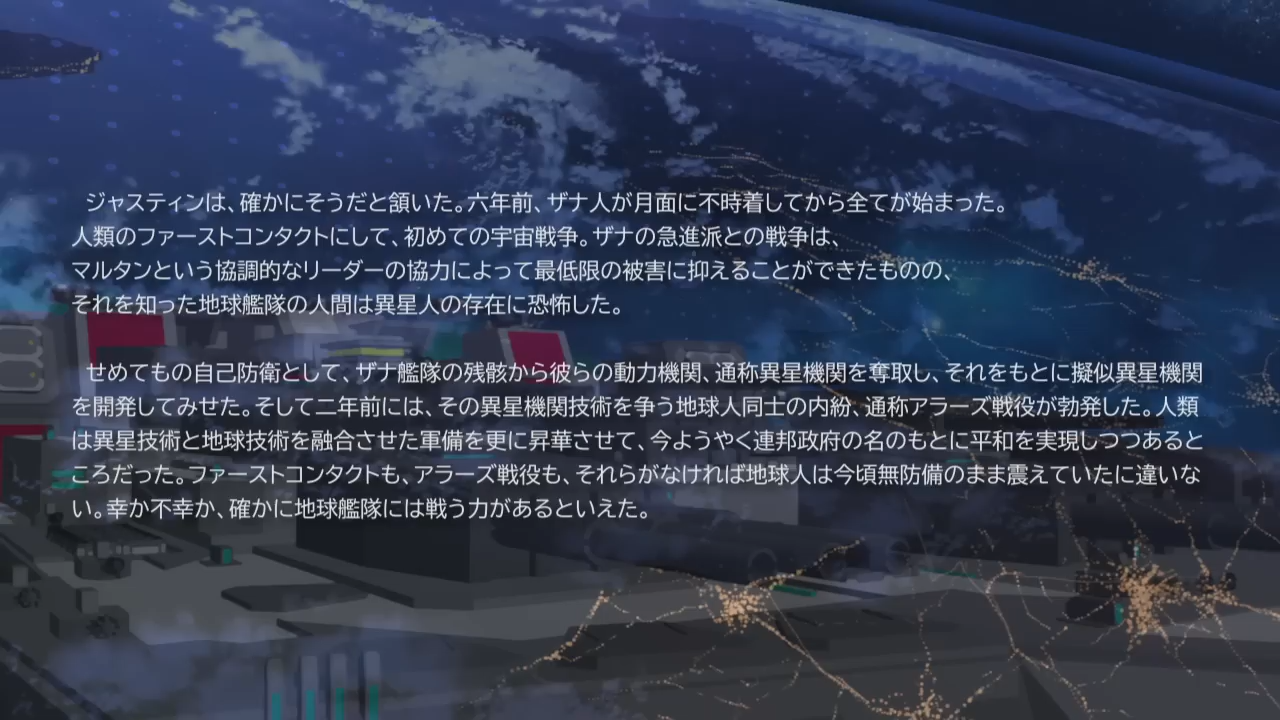 ジャスティンは、確かにそうだと頷いた。六年前、ザナ人が月面に不時着してから全てが始まった。
人類のファーストコンタクトにして、初めての宇宙戦争。ザナの急進派との戦争は、
マルタンという協調的なリーダーの協力によって最低限の被害に抑えることができたものの、
それを知った地球艦隊の人間は異星人の存在に恐怖した。
せめてもの自己防衛として、ザナ艦隊の残骸から彼らの動力機関、通称異星機関を奪取し、それをもとに擬似異星機関
を開発してみせた。そして二年前には、その異星機関技術を争う地球人同士の内紛、通称アラーズ戦役が勃発した。人類
は異星技術と地球技術を融合させた軍備を更に昇華させて、今ようやく連邦政府の名のもとに平和を実現しつつあると
ころだった。ファーストコンタクトも、アラーズ戦役も、それらがなければ地球人は今頃無防備のまま震えていたに違いな
い。幸か不幸か、確かに地球艦隊には戦う力があるといえた。